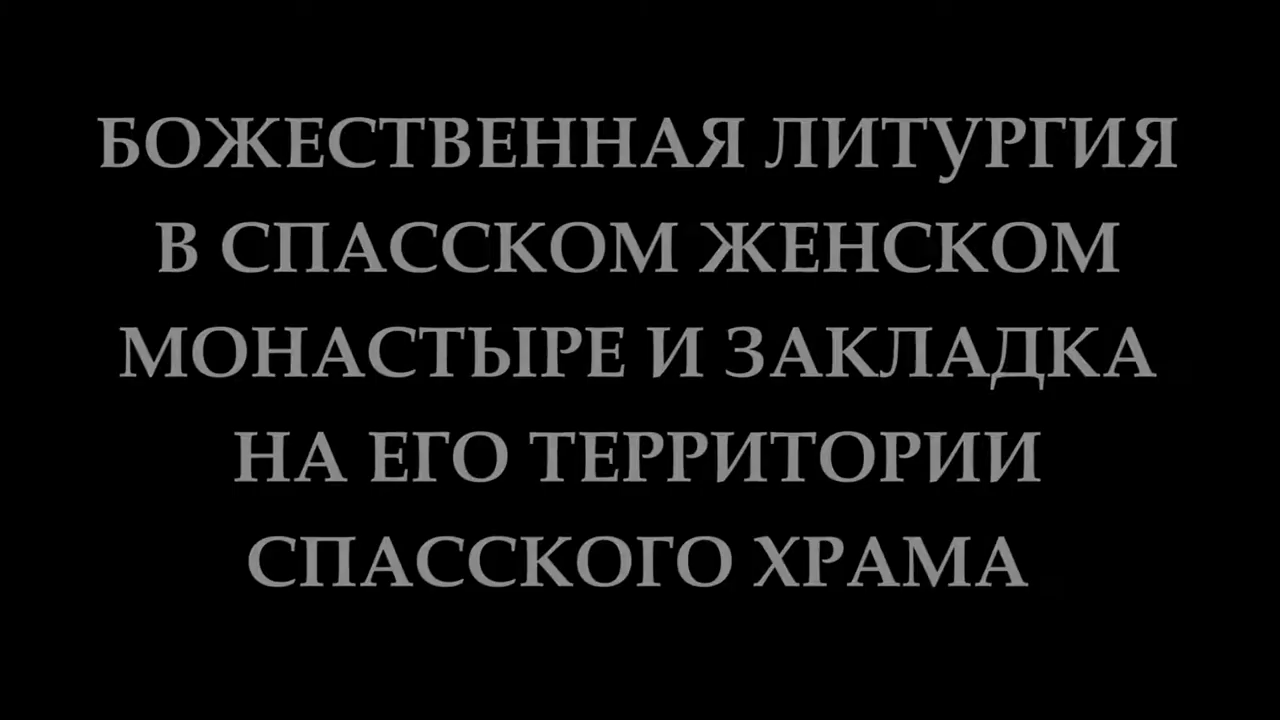 БОЖЕСТВЕННАЯ ЛИТУРГИЯ
В СПАССКОМ ЖЕНСКОМ
МОНАСТЫРЕ И ЗАКЛАДКА
НА ЕГО ТЕРРИТОРИИ
СПАССКОГО ХРАМА